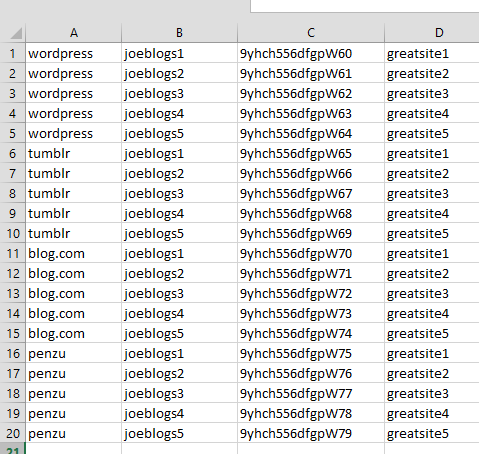 A B C D
1 wordpress joeblogs1 9yhch556dfgpW60 greatsite1
2 wordpress joeblogs2 9yhch556dfgpW61 greatsite2
3 wordpress joeblogs3 9yhch556dfgpW62 greatsite3
4 wordpress joeblogs4 9yhch556dfgpW63 greatsite4
5 wordpress joeblogs5 9yhch556dfgpW64 greatsite5
6 tumblr joeblogs1 9yhch556dfgpW65 greatsite1
7 tumblr joeblogs2 9yhch556dfgpW66 greatsite2
8 tumblr joeblogs3 9yhch556dfgpW67 greatsite3
9 tumblr joeblogs4 9yhch556dfgpW68 greatsite4
10 tumblr joeblogs5 9yhch556dfgpW69 greatsite5
11 blog.com joeblogs1 9yhch556dfgpW70 greatsite1
12 blog.com joeblogs2 9yhch556dfgpW71 greatsite2
13 blog.com joeblogs3 9yhch556dfgpW72 greatsite3
14 blog.com joeblogs4 9yhch556dfgpW73 greatsite4
15 blog.com joeblogs5 9yhch556dfgpW74 greatsite5
16 penzu joeblogs1 9yhch556dfgpW75 greatsite1
17 penzu joeblogs2 9yhch556dfgpW76 greatsite2
18 penzu joeblogs3 9yhch556dfgpW77 greatsite3
19 penzu joeblogs4 9yhch556dfgpW78 greatsite4
20 penzu joeblogs5 9yhch556dfgpW79 greatsite5
21